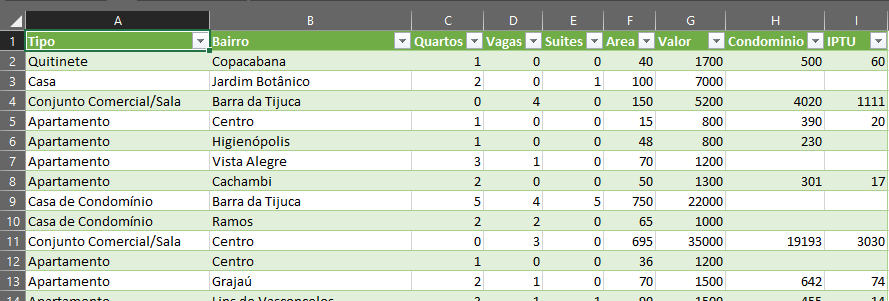 A B C D E F G H I
1 Tipo Bairro Quartos Vagas Suites Area Valor Condominio IPTU
2 Quitinete Copacabana 1 0 0 40 1700 500 60
3 Casa Jardim Botânico 2 0 1 100 7000
4 Conjunto Comercial/Sala Barra da Tijuca 0 4 0 150 5200 4020 1111
5 Apartamento Centro 1 0 0 15 800 390 20
6 Apartamento Higienópolis 1 0 0 48 800 230
7 Apartamento Vista Alegre 3 1 0 70 1200
8 Apartamento Cachambi 2 0 0 50 1300 301 17
9 Casa de Condomínio Barra da Tijuca 5 4 5 750 22000
10 Casa de Condomínio Ramos 2 2 0 65 1000
11 Conjunto Comercial/Sala Centro 0 3 0 695 35000 19193 3030
12 Apartamento Centro 1 0 0 36 1200
13 Apartamento Grajaú 2 1 0 70 1500 642 74
14 Apartamento Lins de Vasconcelos 3 1 1 90 1500 455 14